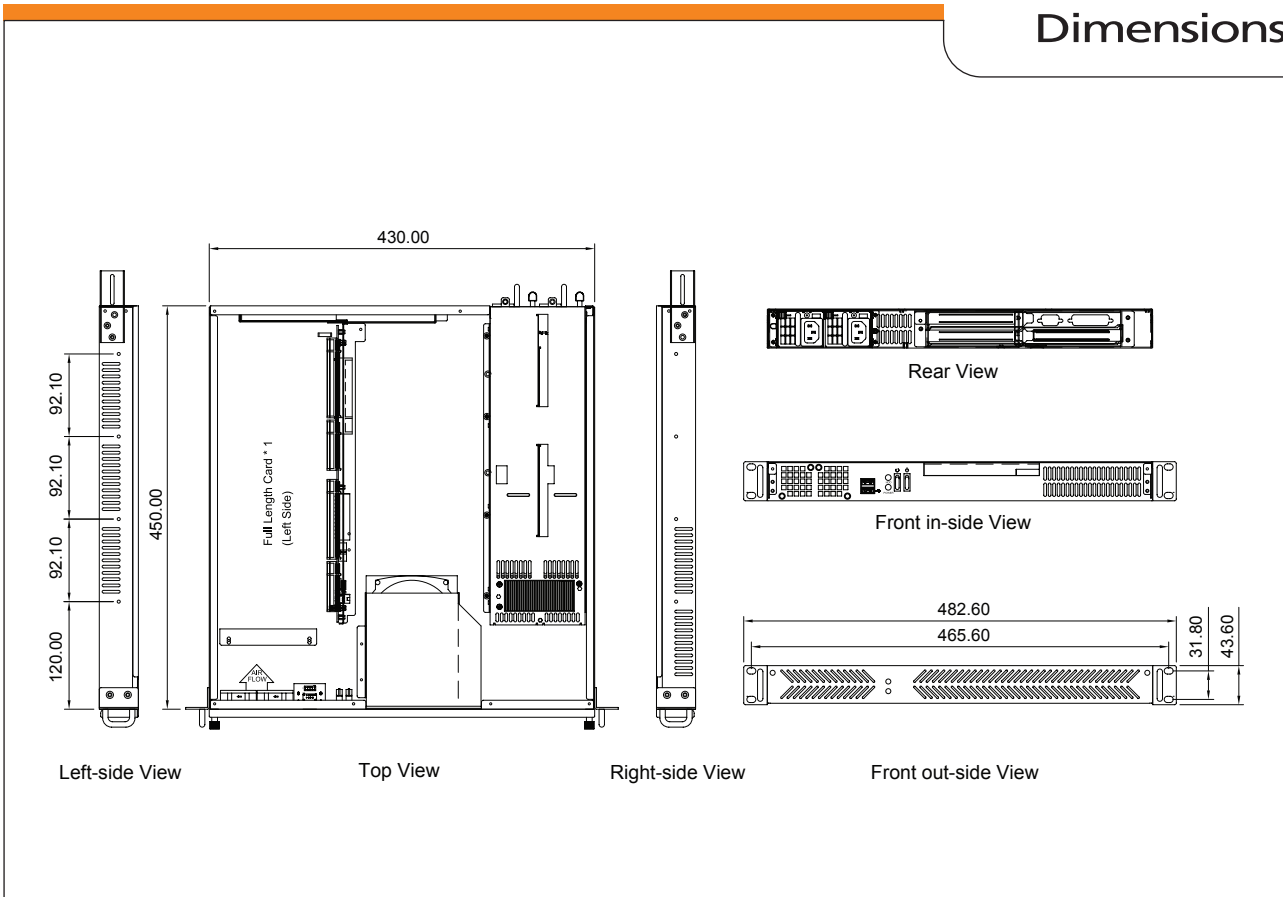 Dimensions
430.00
92.10
92.10
92.10
120.00
450.00
Full Length Card * 1
(Left Side)
AIR
FLOW
Rear View
Front in-side View
482.60
465.60
31.80
43.60
Left-side View
Top View
Right-side View
Front out-side View